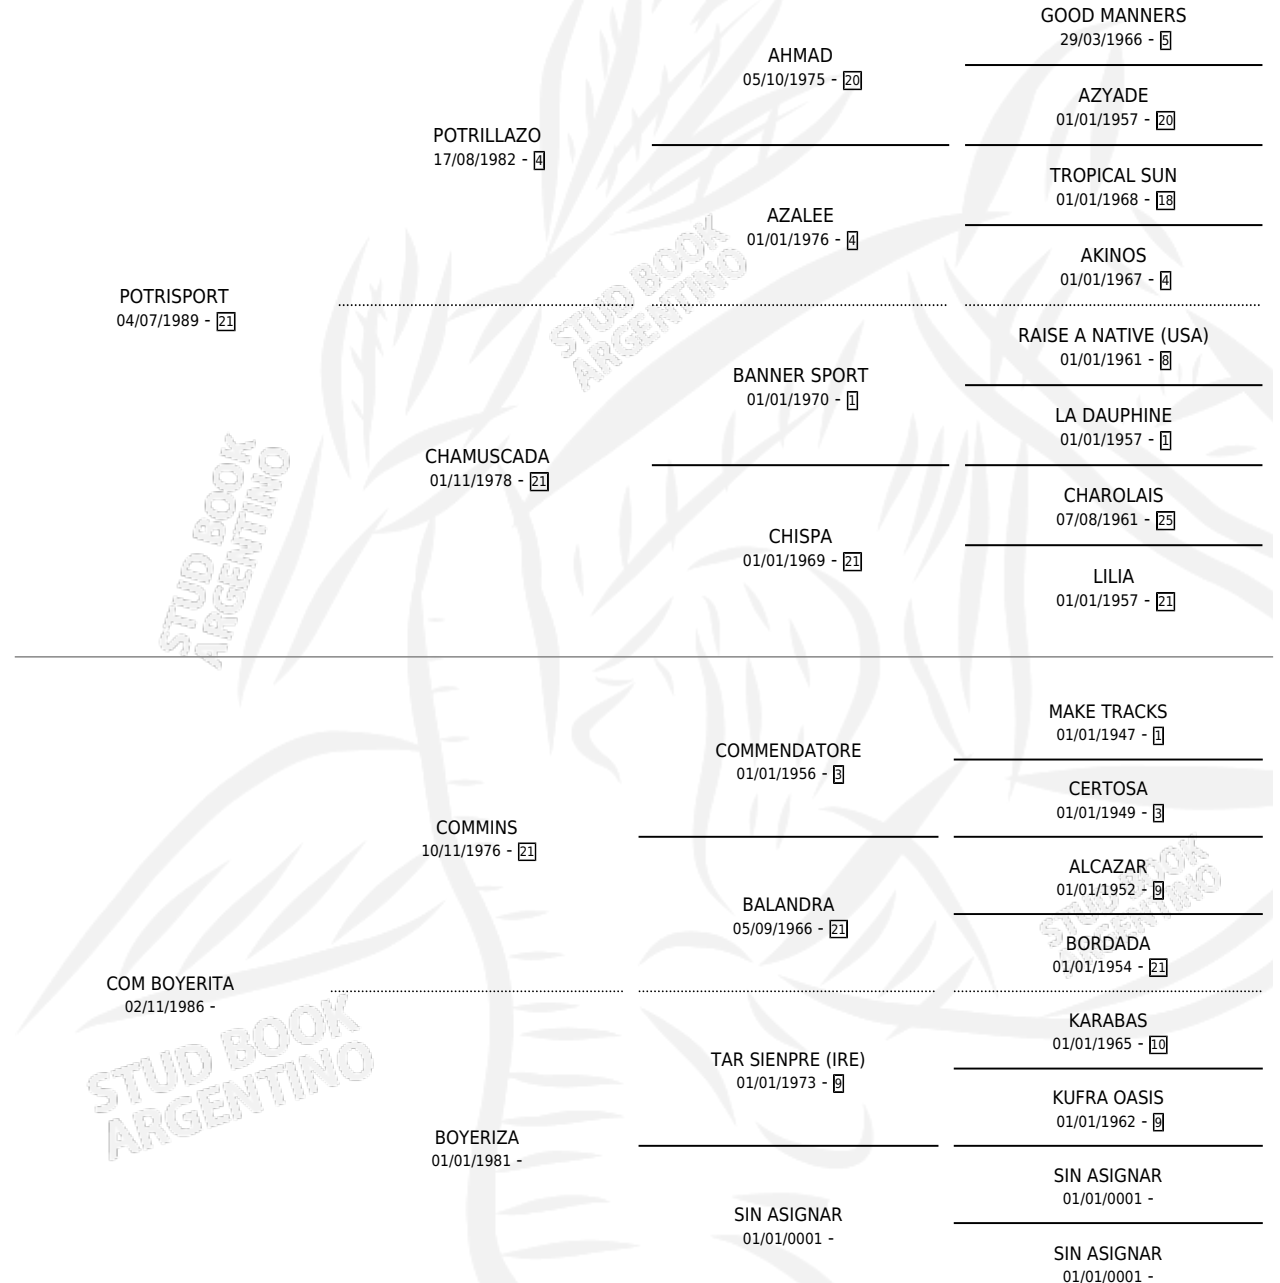 GOOD MANNERS
29/03/1966 - 5
AHMAD
05/10/1975 - 20
AZYADE
01/01/1957 - 20
POTRILLAZO
17/08/1982 - 4
TROPICAL SUN
01/01/1968 - 18
AZALEE
01/01/1976 - 4
AKINOS
01/01/1967 - 4
POTRISPORT
04/07/1989 - 21
RAISE A NATIVE (USA)
01/01/1961 - 8
BANNER SPORT
01/01/1970 - 1
LA DAUPHINE
01/01/1957 - 1
CHAMUSCADA
01/11/1978 - 21
CHAROLAIS
07/08/1961 - 25
CHISPA
01/01/1969 - 21
LILIA
01/01/1957 - 21
MAKE TRACKS
01/01/1947 - 1
COMMENDATORE
01/01/1956 - 3
CERTOSA
01/01/1949 - 3
COMMINS
10/11/1976 - 21
ALCAZAR
01/01/1952 - 9
BALANDRA
05/09/1966 - 21
BORDADA
01/01/1954 - 21
COM BOYERITA
02/11/1986 -
KARABAS
01/01/1965 - 10
TAR SIENPRE (IRE)
01/01/1973 - 9
KUFRA OASIS
01/01/1962 - 9
BOYERIZA
01/01/1981 -
SIN ASIGNAR
01/01/0001 -
SIN ASIGNAR
01/01/0001 -
SIN ASIGNAR
01/01/0001 -
STUD BOOK
ARGENTINO
STUD BOOK
ARGENTINO
STUD BOOK
ARGENTINO
STUD BOOK
ARGENTINO